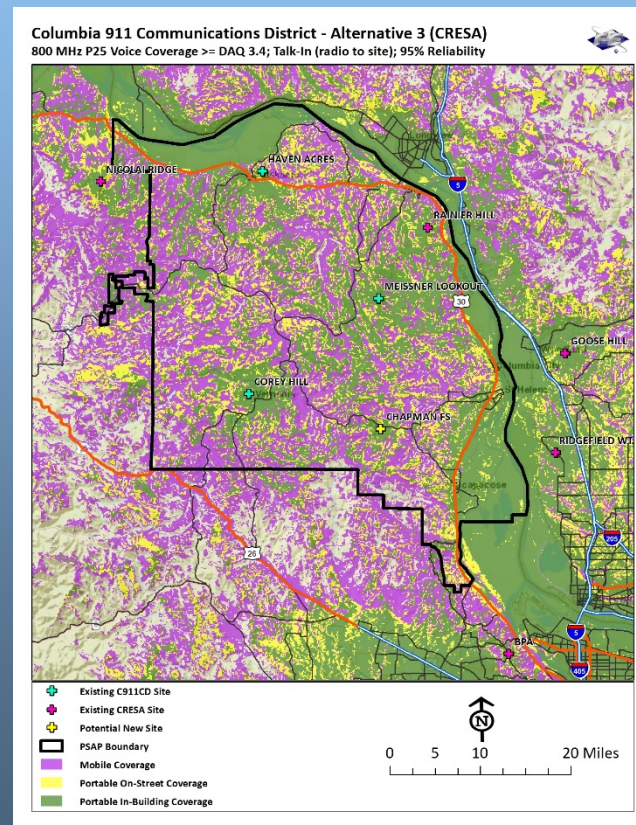 Columbia 911 Communications District - Alternative 3 (CRESA)
800 MHz P25 Voice Coverage >= DAQ 3.4; Talk-In (radio to site); 95% Reliability
5
NICOLAI RIDGE
HAVEN ACRES
RAINIER HILL
MEISSNER LOOKOUT
30
GOOSE HILL
COREY HILL
CHAPMAN FS
RIDGEFIELD WT
205
26
BPA
5
405
Existing C911CD Site
Existing CRESA Site
Potential New Site
PSAP Boundary
Mobile Coverage
Portable On-Street Coverage
Portable In-Building Coverage
N
0 5 10 20 Miles